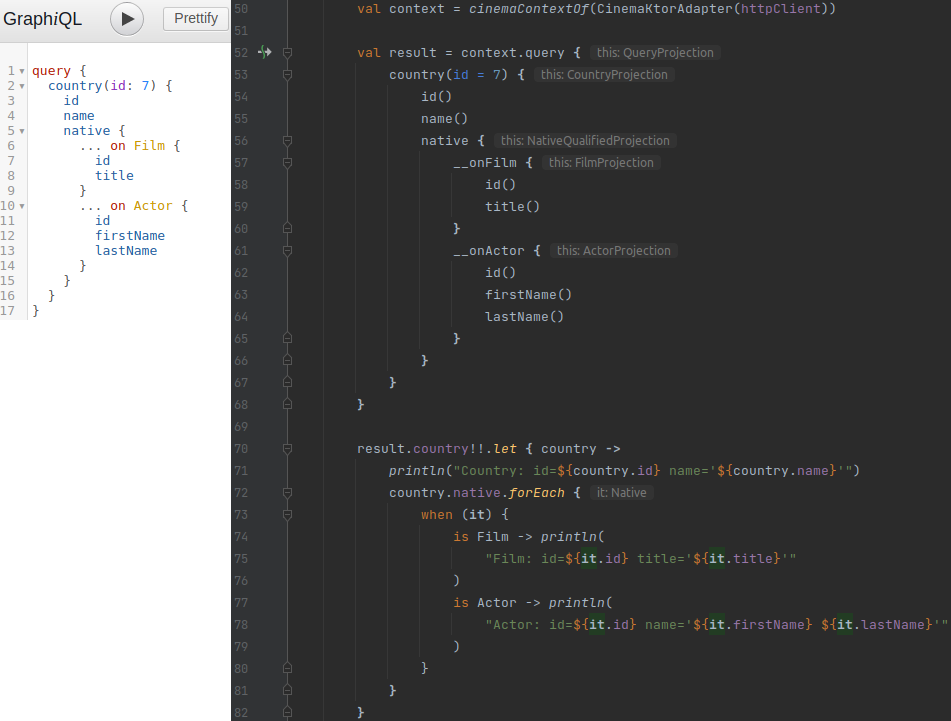 GraphiQL
Prettify
1 query {
2 country(id: 7) {
3 id
4 name
5 native {
6 ... on Film {
7 id
8 title
9 }
10 ... on Actor {
11 id
12 firstName
13 lastName
14 }
15 }
16 }
17 }
50 val context = cinemaContextOf(CinemaKtorAdapter(httpClient))
51
52 val result = context.query { this: QueryProjection
53 country(id = 7) { this: CountryProjection
54 id()
55 name()
56 native { this: NativeQualifiedProjection
57 __onFilm { this: FilmProjection
58 id()
59 title()
60 }
61 __onActor { this: ActorProjection
62 id()
63 firstName()
64 lastName()
65 }
66 }
67 }
68 }
69
70 result.country!!.let { country ->
71 println("Country: id=${country.id} name='${country.name}'")
72 country.native.forEach { it: Native
73 when (it) {
74 is Film -> println(
75 "Film: id=${it.id} title='${it.title}'"
76 )
77 is Actor -> println(
78 "Actor: id=${it.id} name='${it.firstName} ${it.lastName}'"
79 )
80 }
81 }
82 }